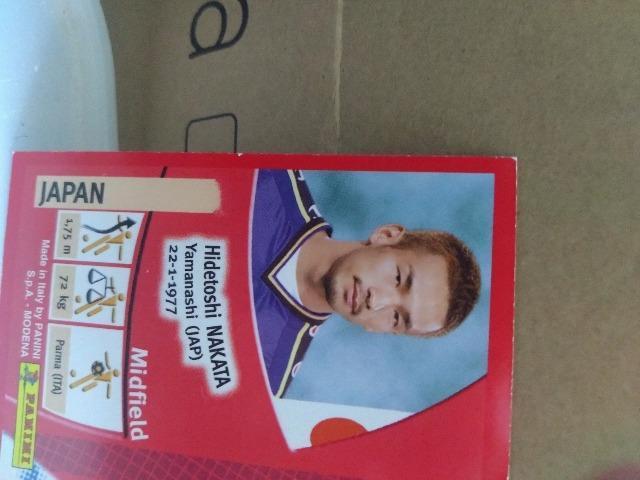 a
JAPAN
Hidetoshi NAKATA
Yamanashi (JAP)
22-1-1977
Midfield
1,75 m
72 kg
Parma (ITA)
Made in Italy by PANINI
S.p.A. - MODENA
PANINI